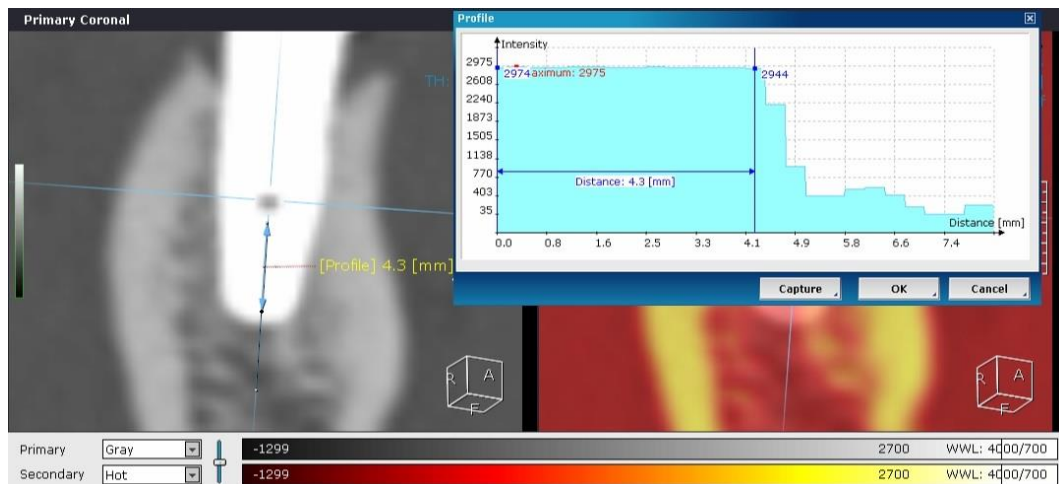 Primary Coronal
TH:
[Profile] 4.3 [mm]
R A
F
Profile
Intensity
2975
2608
2240
1873
1505
1138
770
403
35
2974
aximum: 2975
2944
Distance: 4.3 [mm]
Distance [mm]
0.0 0.8 1.6 2.5 3.3 4.1 4.9 5.8 6.6 7.4
Capture OK Cancel
R A
F
Primary Gray -1299 2700 WWL: 4000/700
Secondary Hot -1299 2700 WWL: 4000/700